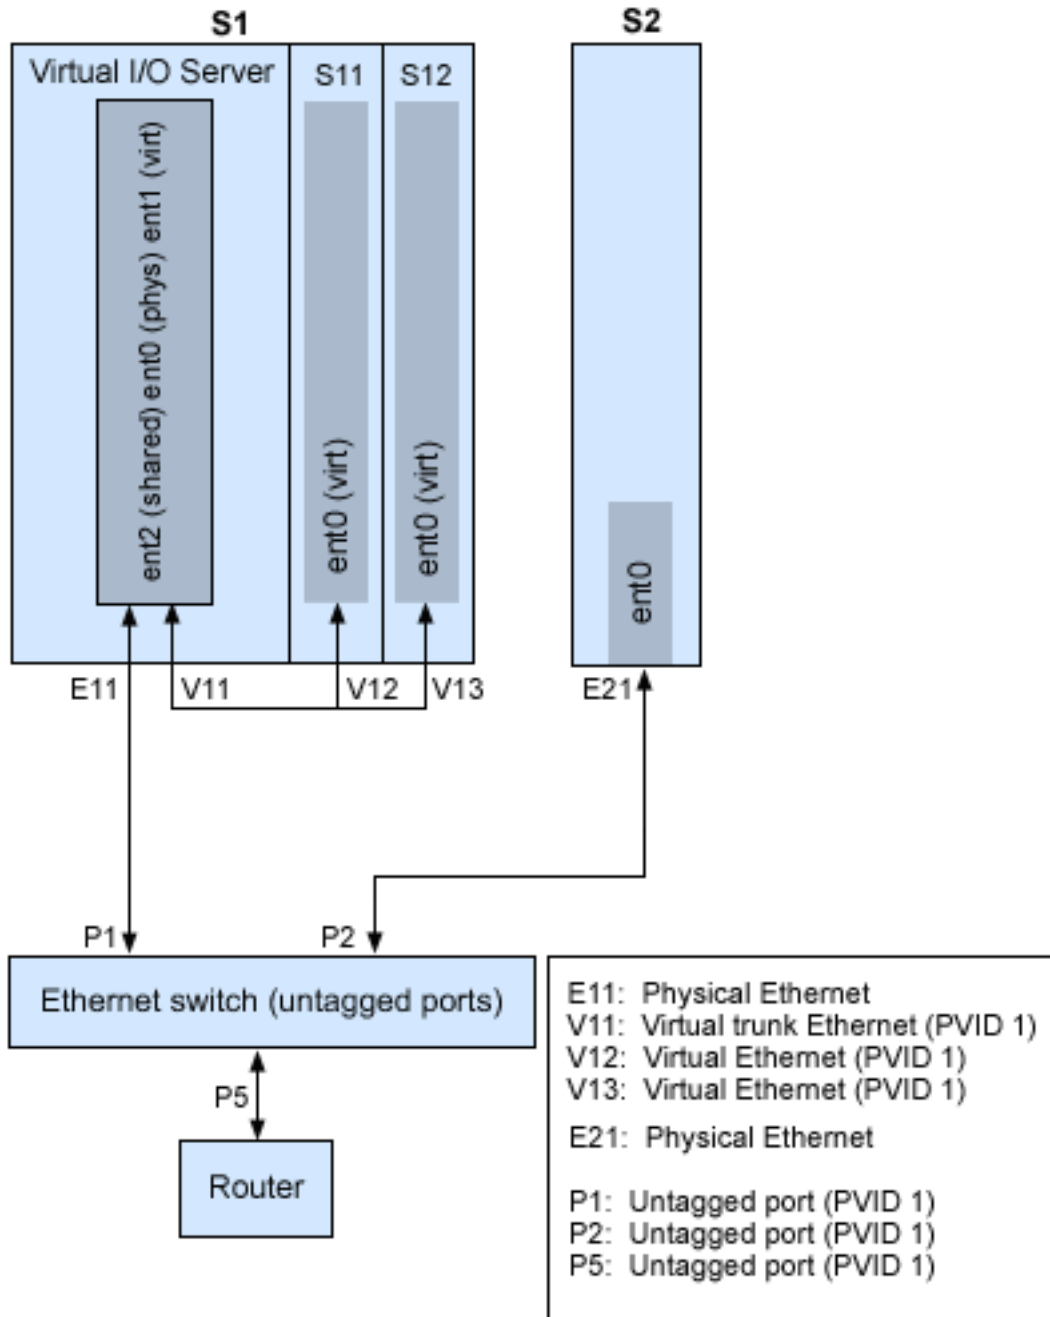 S1
S2
Virtual I/O Server
S11
S12
ent2 (shared) ent0 (phys) ent1 (virt)
ent0 (virt)
ent0 (virt)
ent0
E11
V11
V12
V13
E21
P1
P2
Ethernet switch (untagged ports)
P5
Router
E11: Physical Ethernet
V11: Virtual trunk Ethernet (PVID 1)
V12: Virtual Ethernet (PVID 1)
V13: Virtual Ethernet (PVID 1)
E21: Physical Ethernet
P1: Untagged port (PVID 1)
P2: Untagged port (PVID 1)
P5: Untagged port (PVID 1)